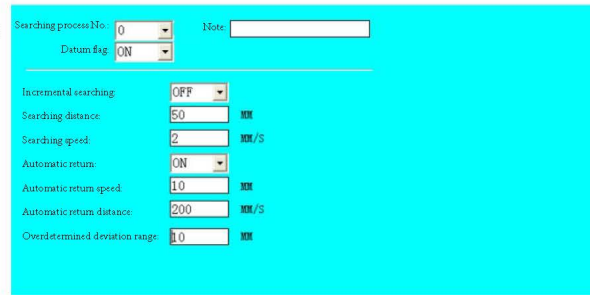 Searching process No.: 0 Note:
Datum flag: ON
Incremental searching: OFF
Searching distance: 50 MM
Searching speed: 2 MM/S
Automatic return: ON
Automatic return speed: 10 MM
Automatic return distance: 200 MM/S
Overdetermined deviation range: 10 MM